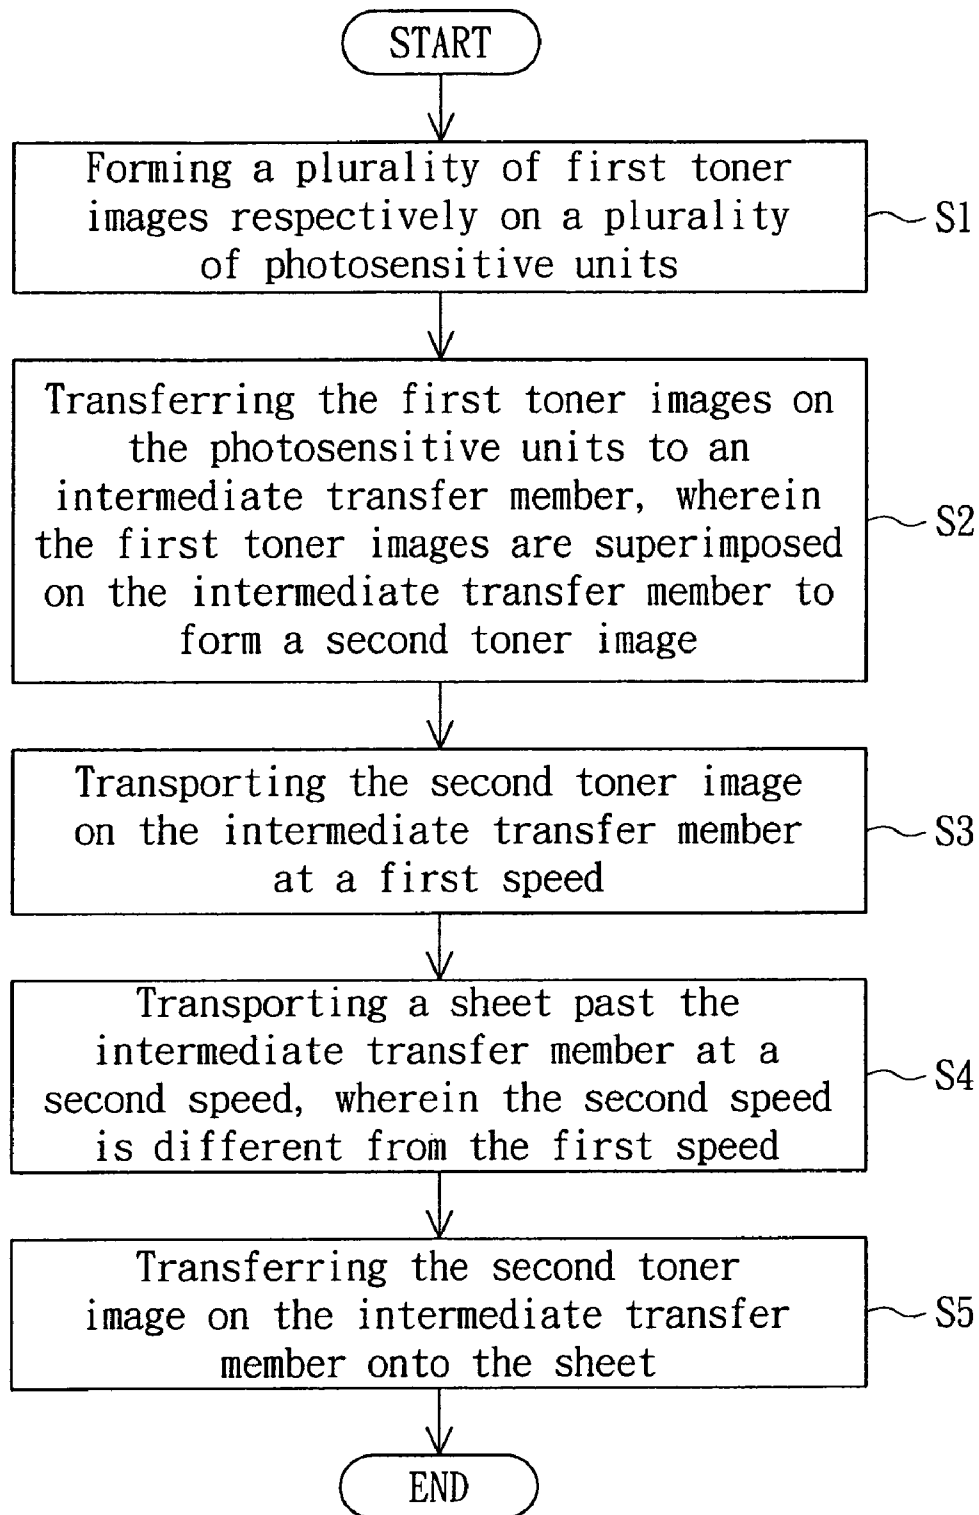 START
Forming a plurality of first toner
images respectively on a plurality
of photosensitive units
S1
Transferring the first toner images on
the photosensitive units to an
intermediate transfer member, wherein
the first toner images are superimposed
on the intermediate transfer member to
form a second toner image
S2
Transporting the second toner image
on the intermediate transfer member
at a first speed
S3
Transporting a sheet past the
intermediate transfer member at a
second speed, wherein the second speed
is different from the first speed
S4
Transferring the second toner
image on the intermediate transfer
member onto the sheet
S5
END